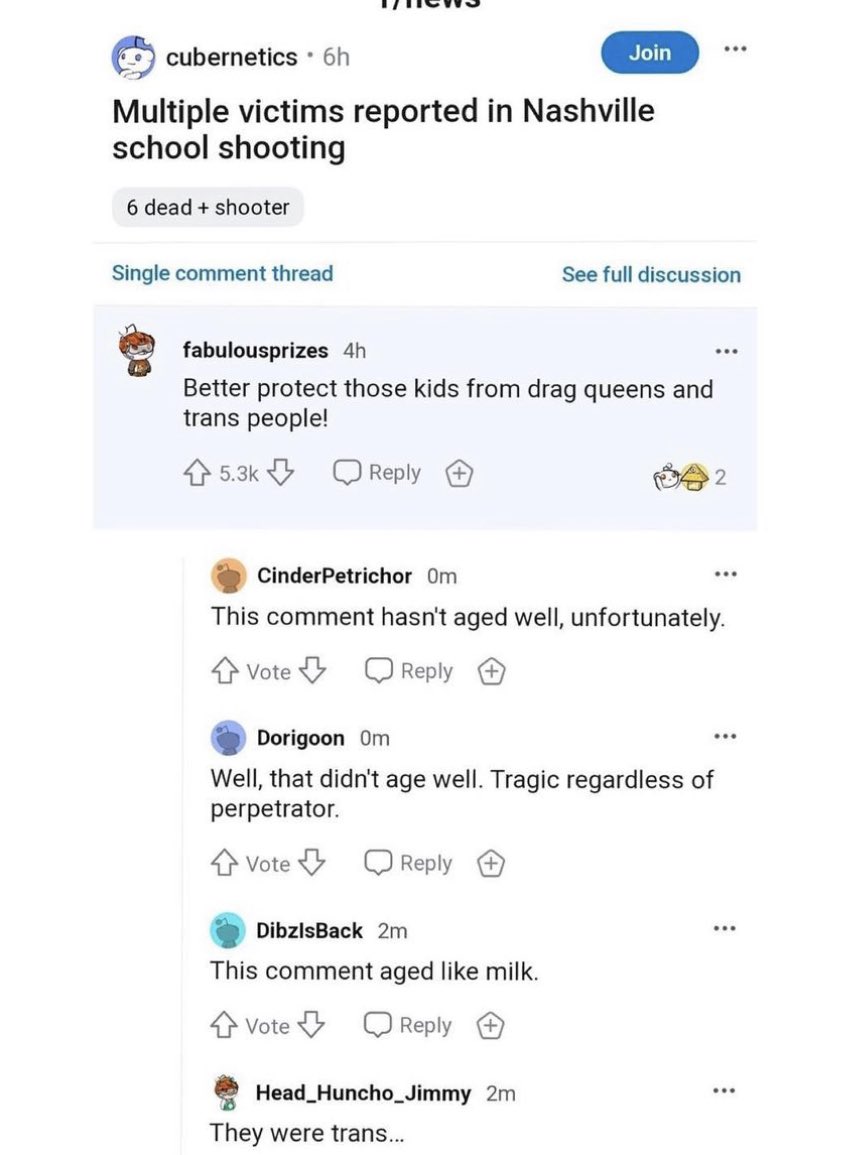 r/news
cubernetics • 6h
Join
Multiple victims reported in Nashville
school shooting
6 dead + shooter
Single comment thread
See full discussion
fabulousprizes 4h
Better protect those kids from drag queens and
trans people!
5.3k
Reply
2
CinderPetrichor 0m
This comment hasn't aged well, unfortunately.
Vote
Reply
Dorigoon 0m
Well, that didn't age well. Tragic regardless of
perpetrator.
Vote
Reply
DibzIsBack 2m
This comment aged like milk.
Vote
Reply
Head_Huncho_Jimmy 2m
They were trans...